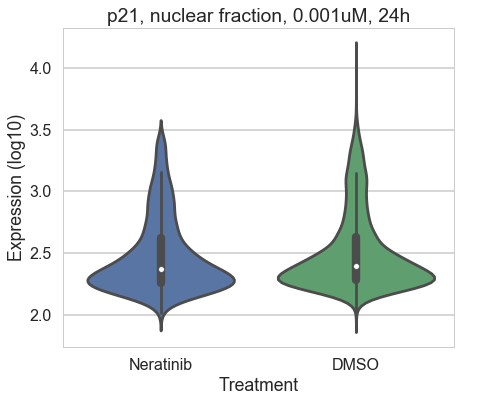 p21, nuclear fraction, 0.001uM, 24h
Expression (log10)
4.0
3.5
3.0
2.5
2.0
Neratinib DMSO
Treatment